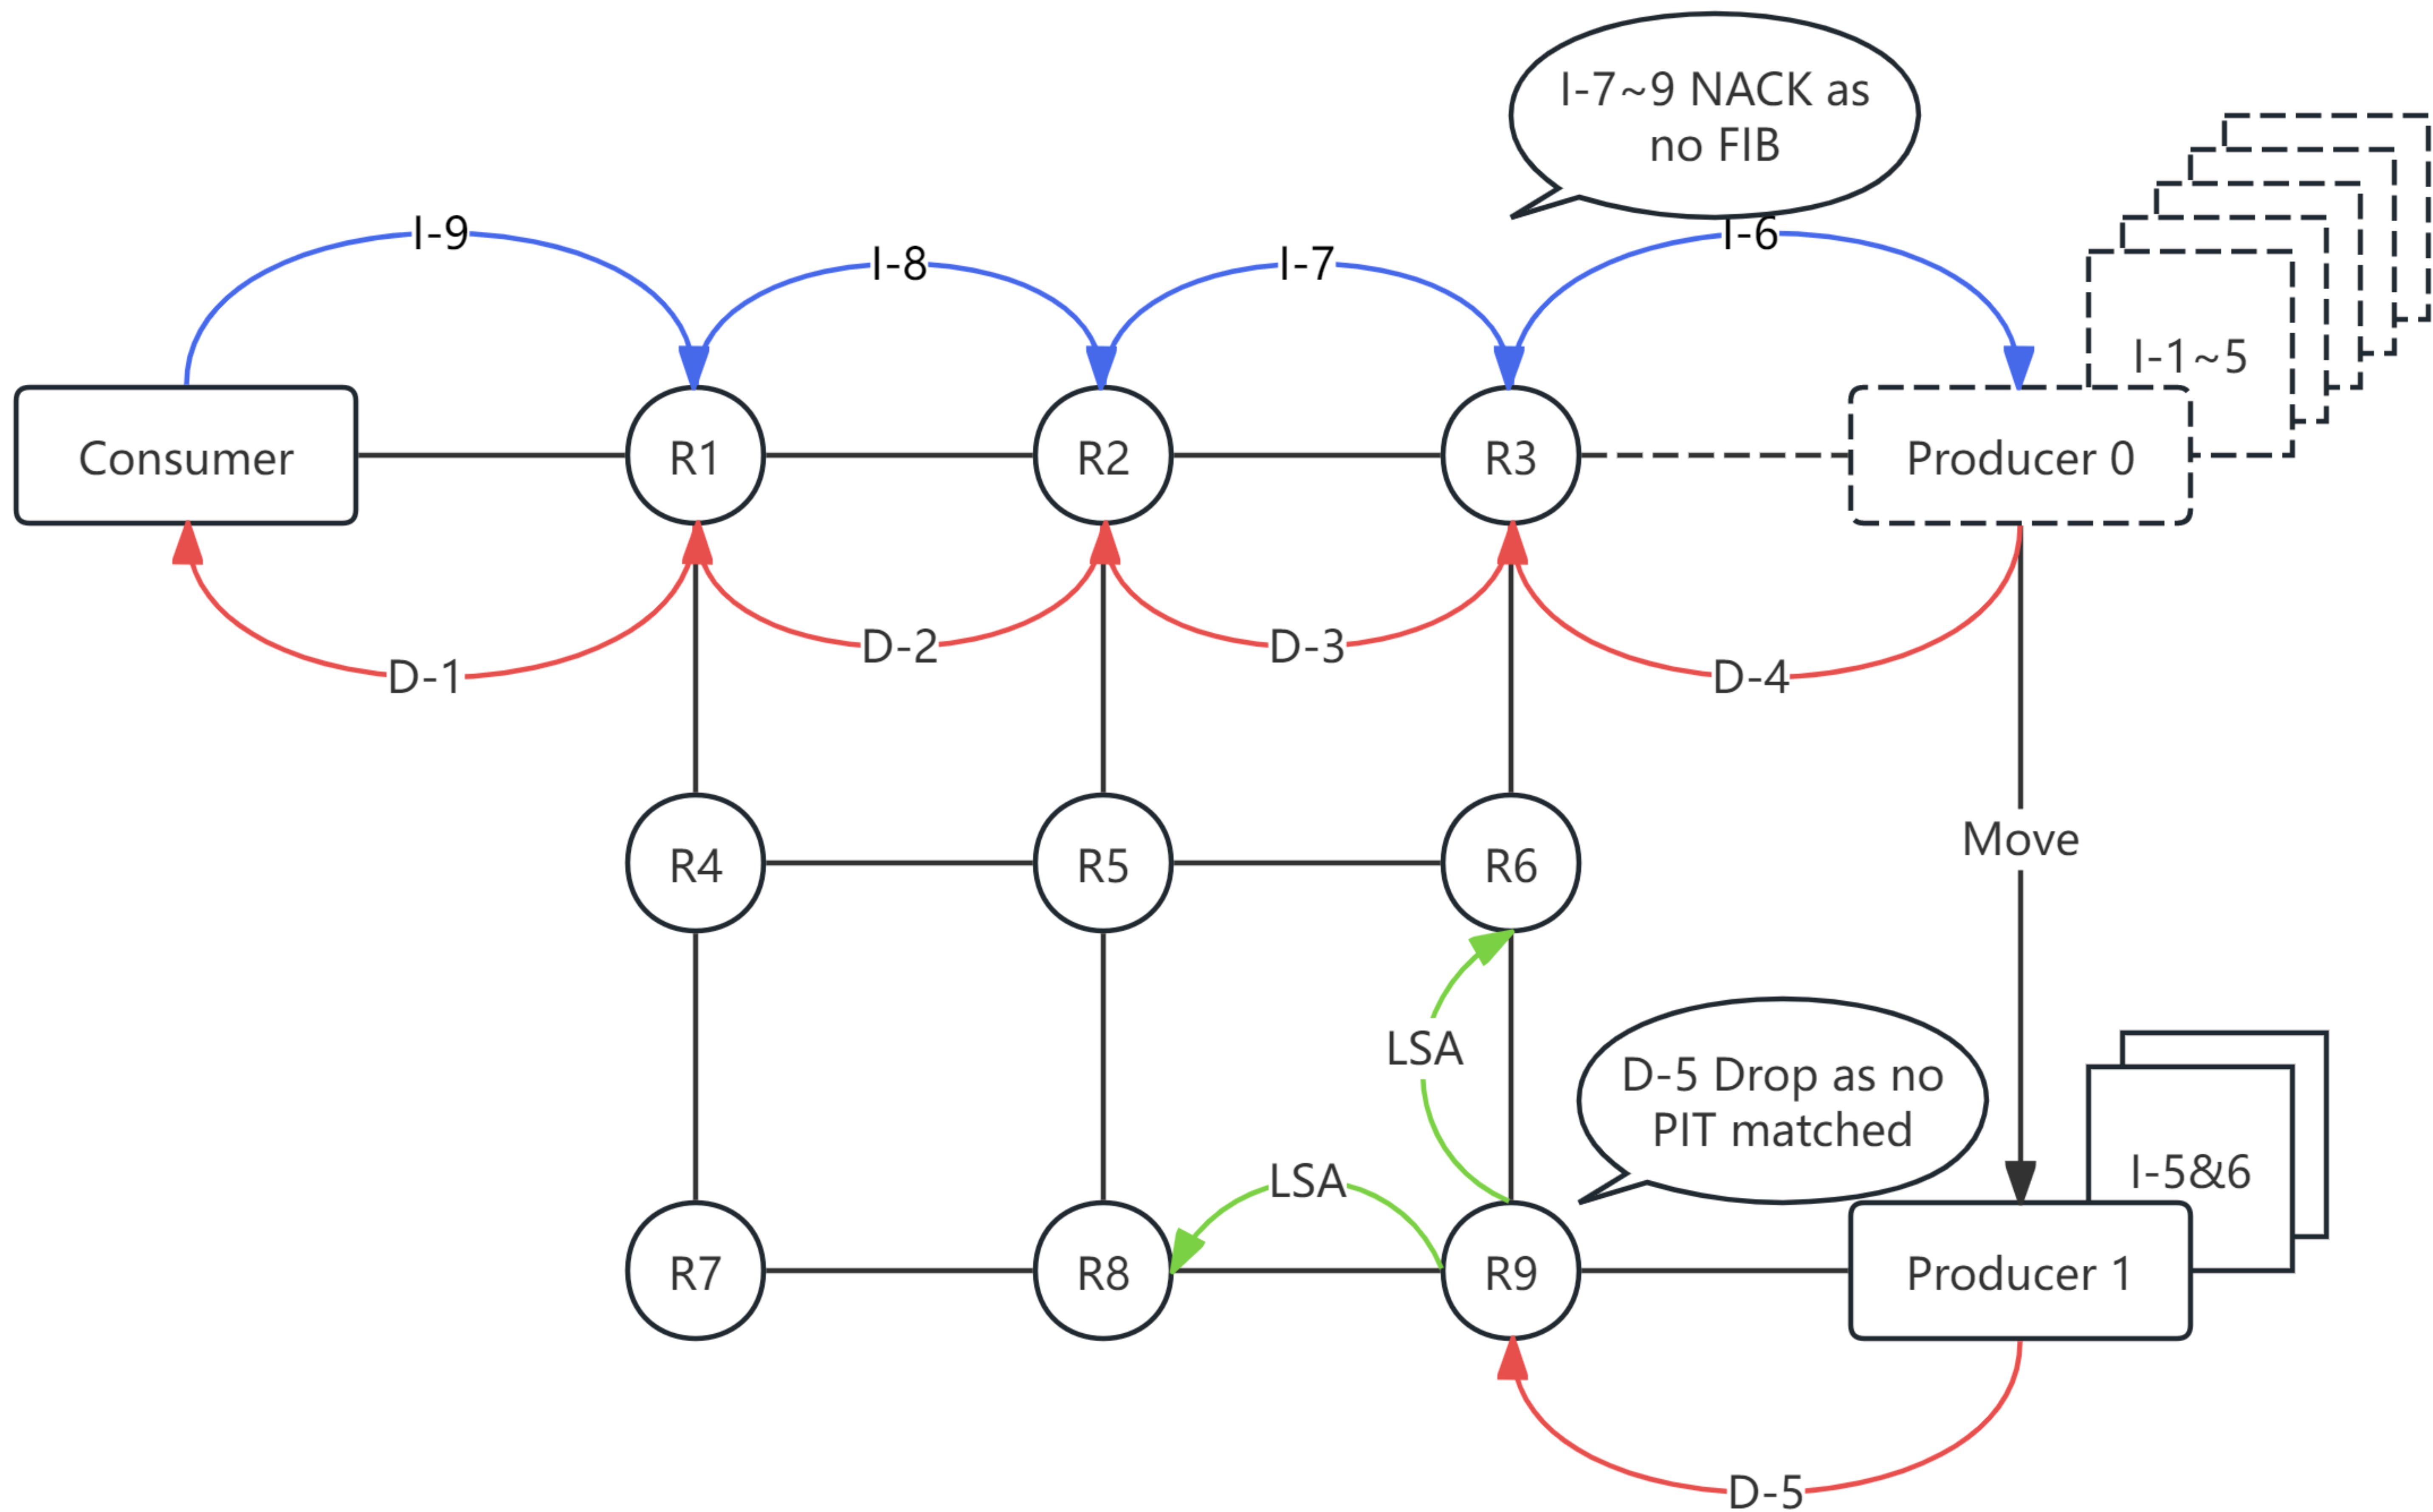 I-7~9 NACK as
no FIB
I-9
I-8
I-7
I-6
I-1~5
Consumer
R1
R2
R3
Producer 0
D-1
D-2
D-3
D-4
Move
R4
R5
R6
LSA
D-5 Drop as no
PIT matched
LSA
I-5&6
R7
R8
R9
Producer 1
D-5